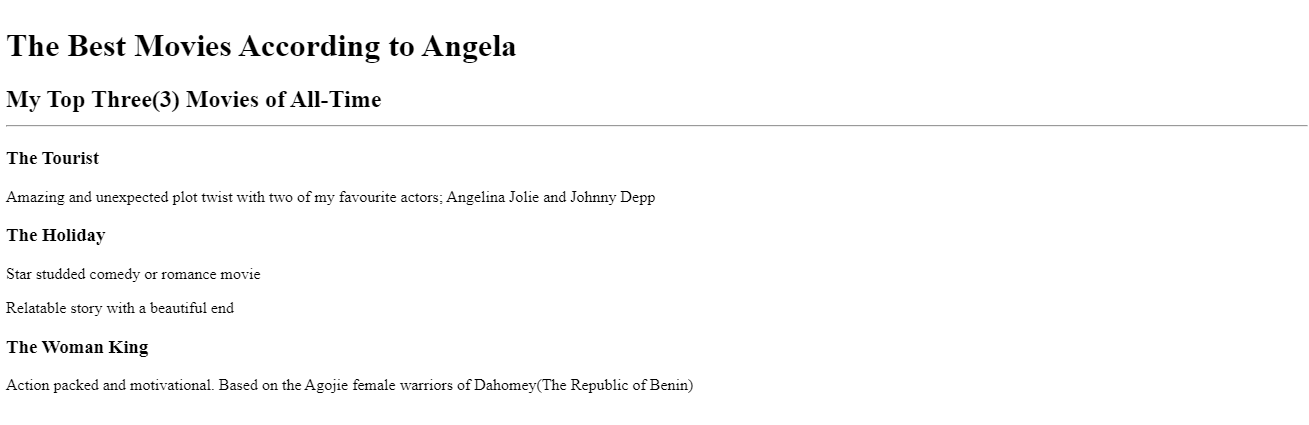 The Best Movies According to Angela
My Top Three(3) Movies of All-Time
The Tourist
Amazing and unexpected plot twist with two of my favourite actors; Angelina Jolie and Johnny Depp
The Holiday
Star studded comedy or romance movie
Relatable story with a beautiful end
The Woman King
Action packed and motivational. Based on the Agojie female warriors of Dahomey(The Republic of Benin)